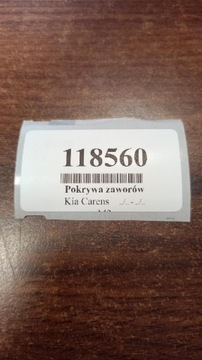 118560
Pokrywa zaworów
Kia Carens ../.. - ../..